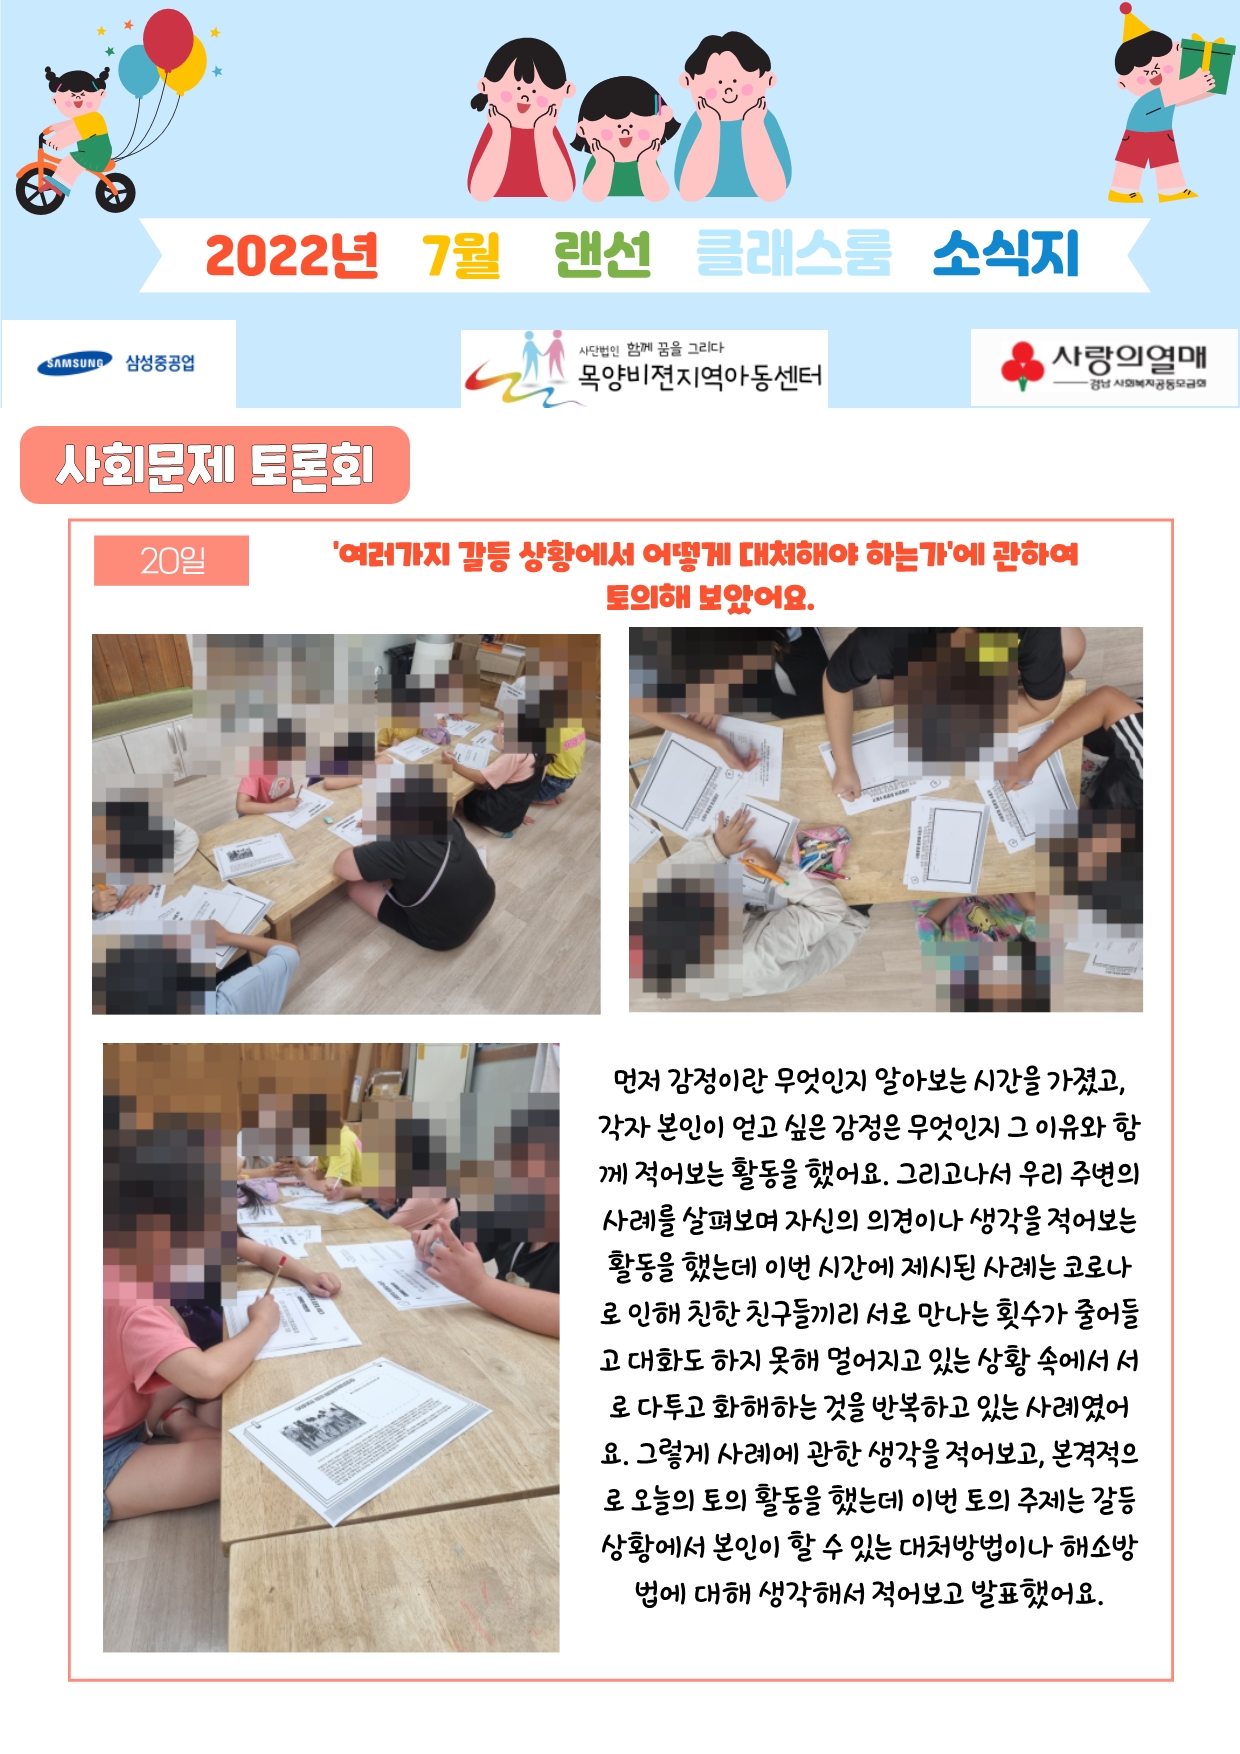 2022년 7월 랜선 클래스룸 소식지
SAMSUNG 삼성중공업
사단법인 함께 꿈을 그리다
목양비젼지역아동센터
사랑의열매
경남 사회복지공동모금회
사회문제 토론회
20일
'여러가지 갈등 상황에서 어떻게 대처해야 하는가'에 관하여
토의해 보았어요.
먼저 감정이란 무엇인지 알아보는 시간을 가졌고,
각자 본인이 얻고 싶은 감정은 무엇인지 그 이유와 함
께 적어보는 활동을 했어요. 그리고나서 우리 주변의
사례를 살펴보며 자신의 의견이나 생각을 적어보는
활동을 했는데 이번 시간에 제시된 사례는 코로나
로 인해 친한 친구들끼리 서로 만나는 횟수가 줄어들
고 대화도 하지 못해 멀어지고 있는 상황 속에서 서
로 다투고 화해하는 것을 반복하고 있는 사례였어
요. 그렇게 사례에 관한 생각을 적어보고, 본격적으
로 오늘의 토의 활동을 했는데 이번 토의 주제는 갈등
상황에서 본인이 할 수 있는 대처방법이나 해소방
법에 대해 생각해서 적어보고 발표했어요.